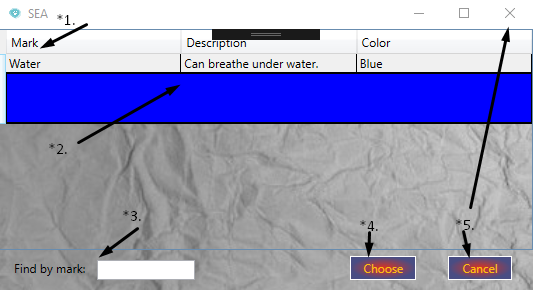 SEA
*1.
Mark Description Color
Water Can breathe under water. Blue
*2.
*3.
*4.
*5.
Find by mark: Choose Cancel